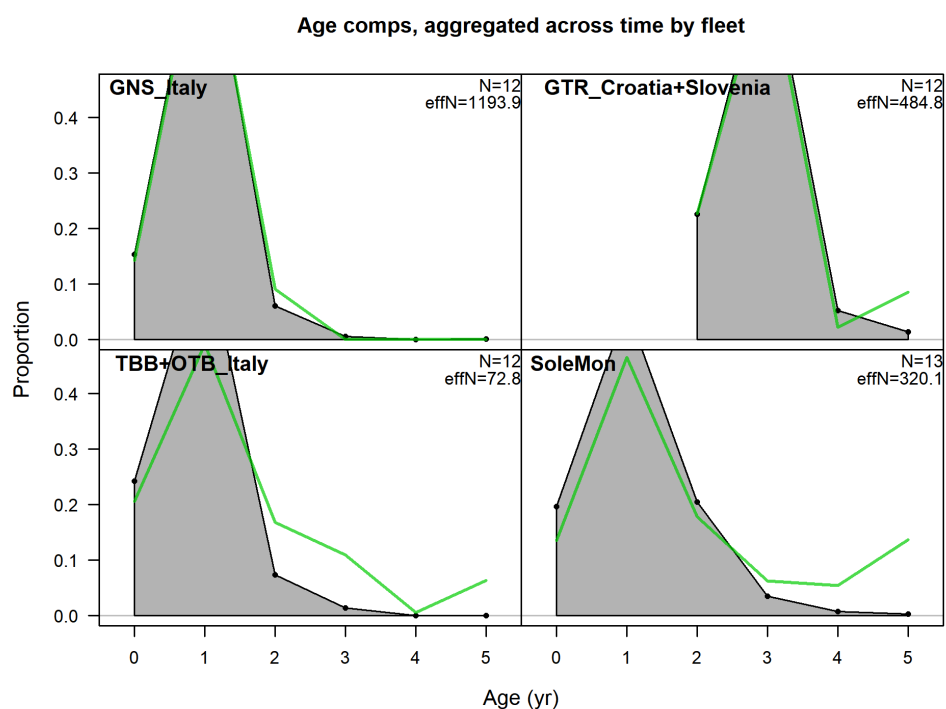 Age comps, aggregated across time by fleet
GNS_Italy
N=12
effN=1193.9
GTR_Croatia+Slovenia
N=12
effN=484.8
0.4
0.3
0.2
0.1
0.0
TBB+OTB_Italy
N=12
effN=72.8
SoleMon
N=13
effN=320.1
0.4
0.3
0.2
0.1
0.0
Proportion
0 1 2 3 4 5 0 1 2 3 4 5
Age (yr)